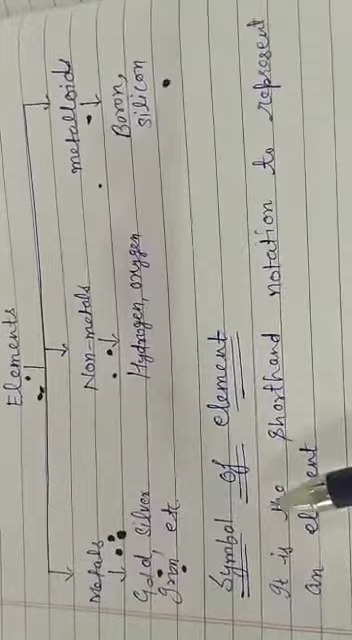 Elements
Metals Non-metals metalloids
Gold, Silver Hydrogen, oxygen Boron,
Iron, etc silicon
Symbol of element
It is the shorthand notation to represent
an element